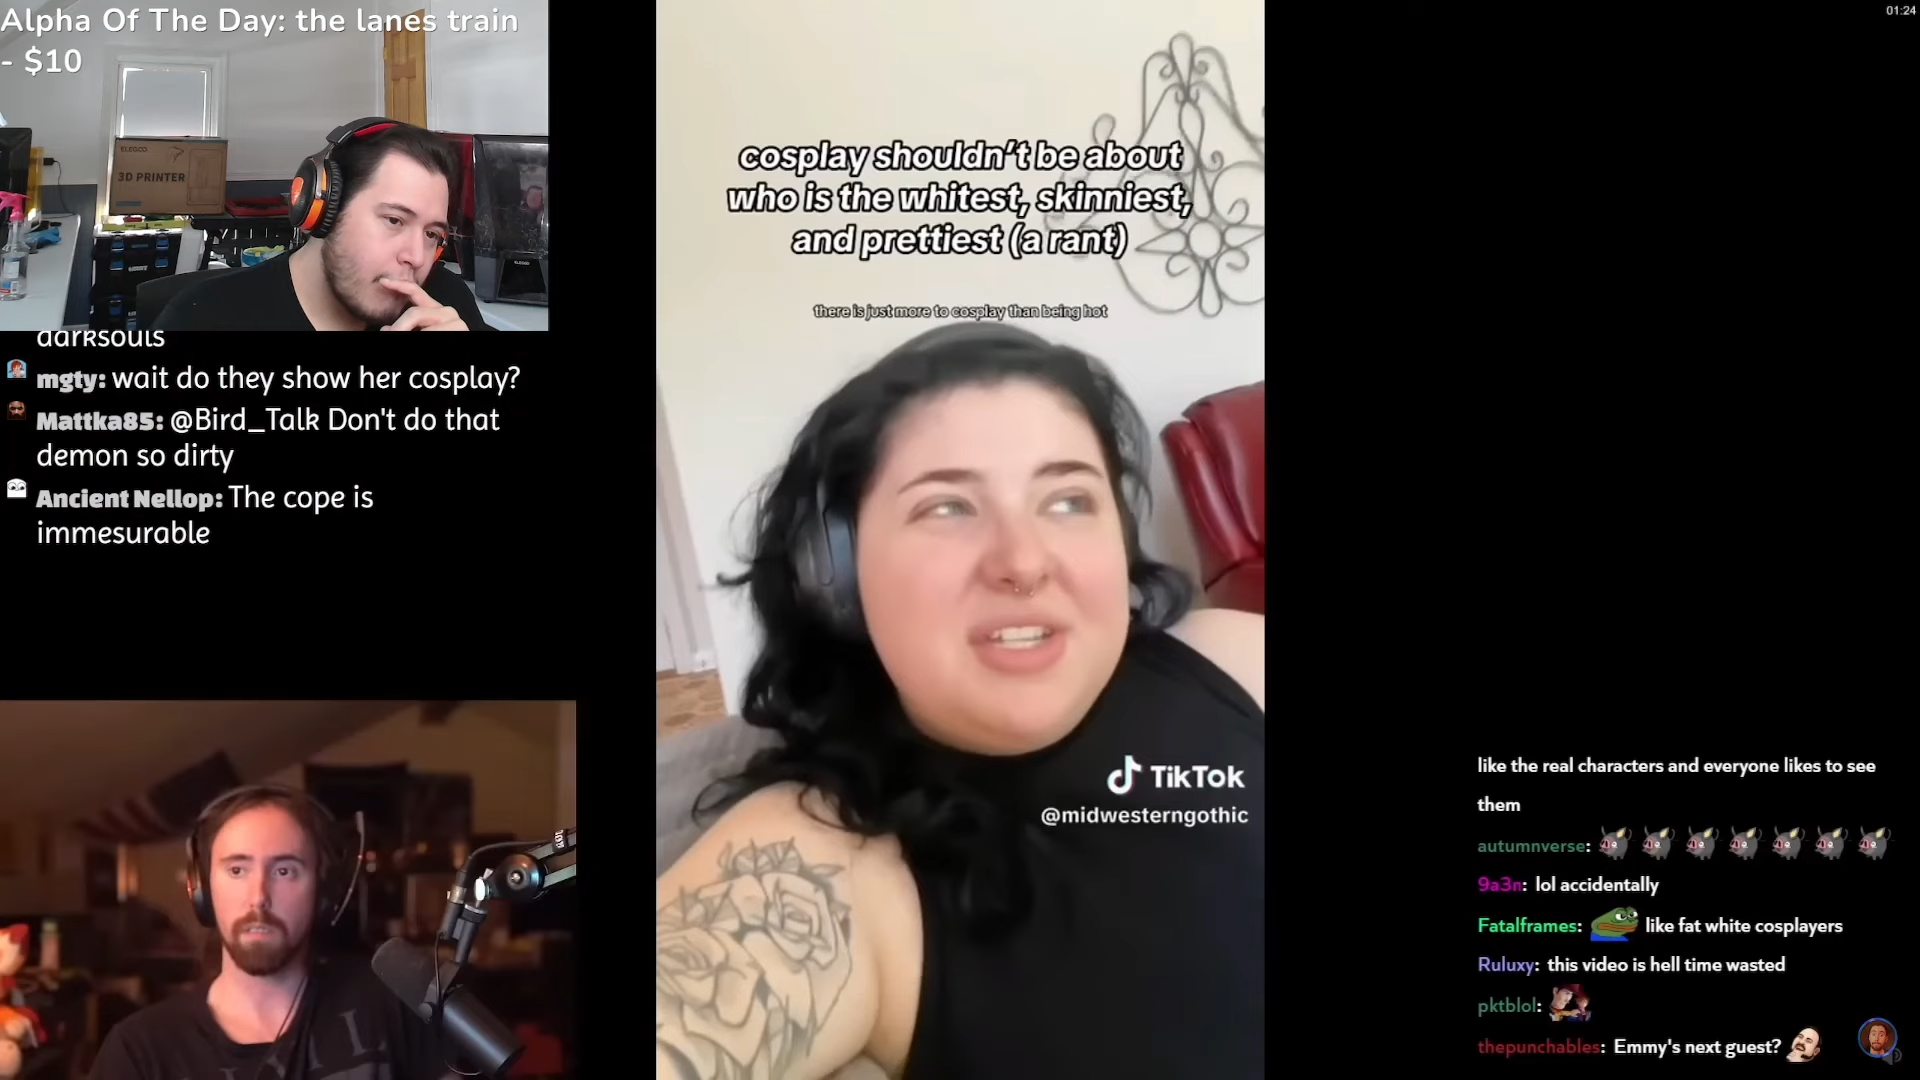 Alpha Of The Day: the lanes train
- $10
ELEGOO
3D PRINTER
darksouls
mgty: wait do they show her cosplay?
Mattka85: @Bird_Talk Don't do that
demon so dirty
Ancient Nellop: The cope is
immesurable
cosplay shouldn't be about
who is the whitest, skinniest,
and prettiest (a rant)
there is just more to cosplay than being hot
TikTok
@midwesterngothic
01:24
like the real characters and everyone likes to see
them
autumnverse:
9a3n: lol accidentally
Fatalframes: like fat white cosplayers
Ruluxy: this video is hell time wasted
pktblol:
thepunchables: Emmy's next guest?